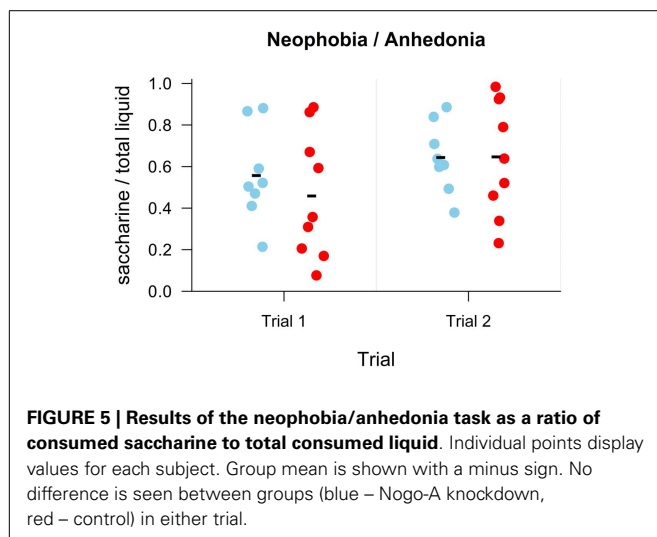 Neophobia / Anhedonia
saccharine / total liquid
1.0
0.8
0.6
0.4
0.2
0.0
Trial 1
Trial 2
Trial
FIGURE 5 | Results of the neophobia/anhedonia task as a ratio of
consumed saccharine to total consumed liquid. Individual points display
values for each subject. Group mean is shown with a minus sign. No
difference is seen between groups (blue – Nogo-A knockdown,
red – control) in either trial.